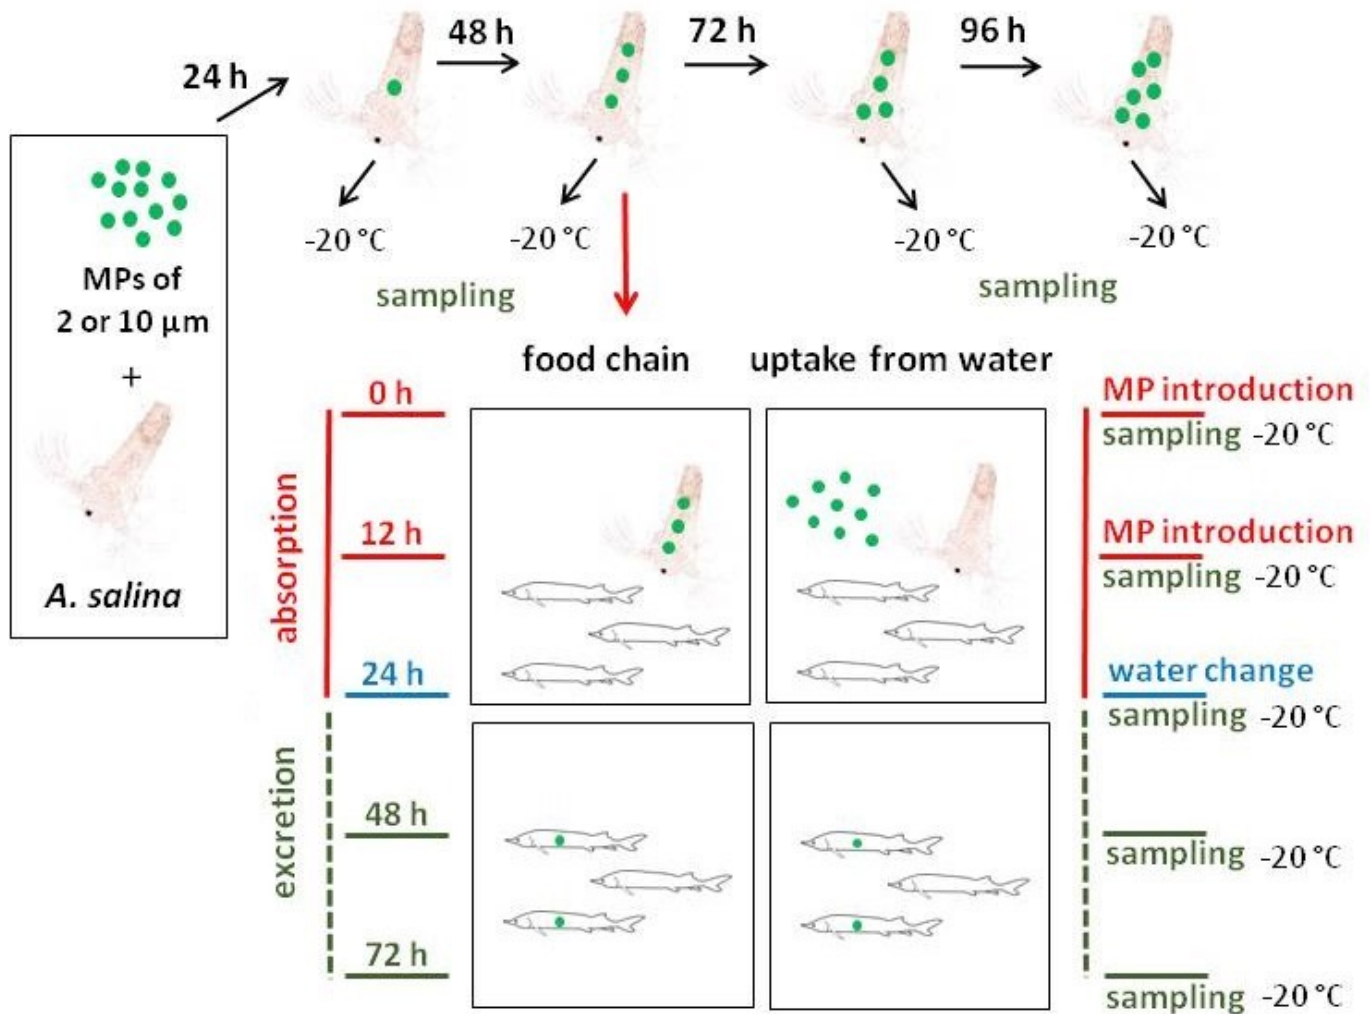 24 h
48 h
72 h
96 h
-20 °C
-20 °C
-20 °C
-20 °C
sampling
sampling
MPs of
2 or 10 μm
+
A. salina
food chain
uptake from water
absorption
excretion
0 h
12 h
24 h
48 h
72 h
MP introduction
sampling -20 °C
MP introduction
sampling -20 °C
water change
sampling -20 °C
sampling -20 °C
sampling -20 °C